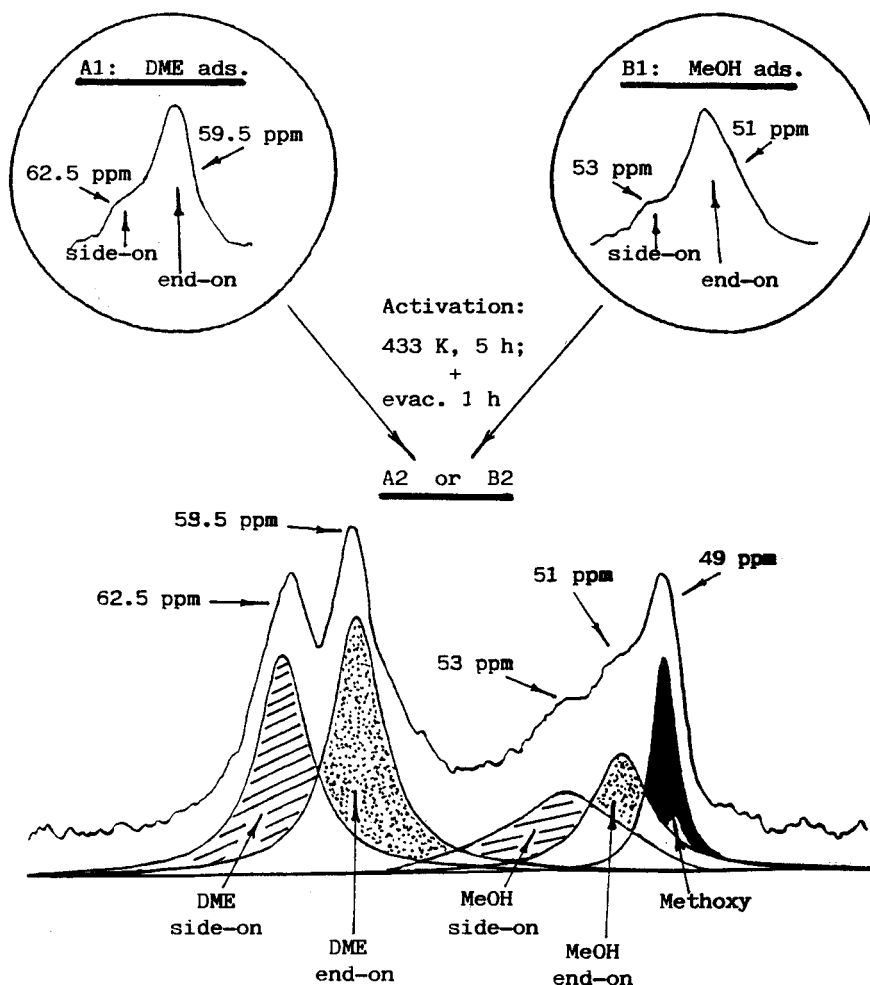 A1: DME ads.
59.5 ppm
62.5 ppm
side-on
end-on
B1: MeOH ads.
51 ppm
53 ppm
side-on
end-on
Activation:
433 K, 5 h;
+
evac. 1 h
A2 or B2
59.5 ppm
62.5 ppm
53 ppm
51 ppm
49 ppm
DME
side-on
DME
end-on
MeOH
side-on
MeOH
end-on
Methoxy